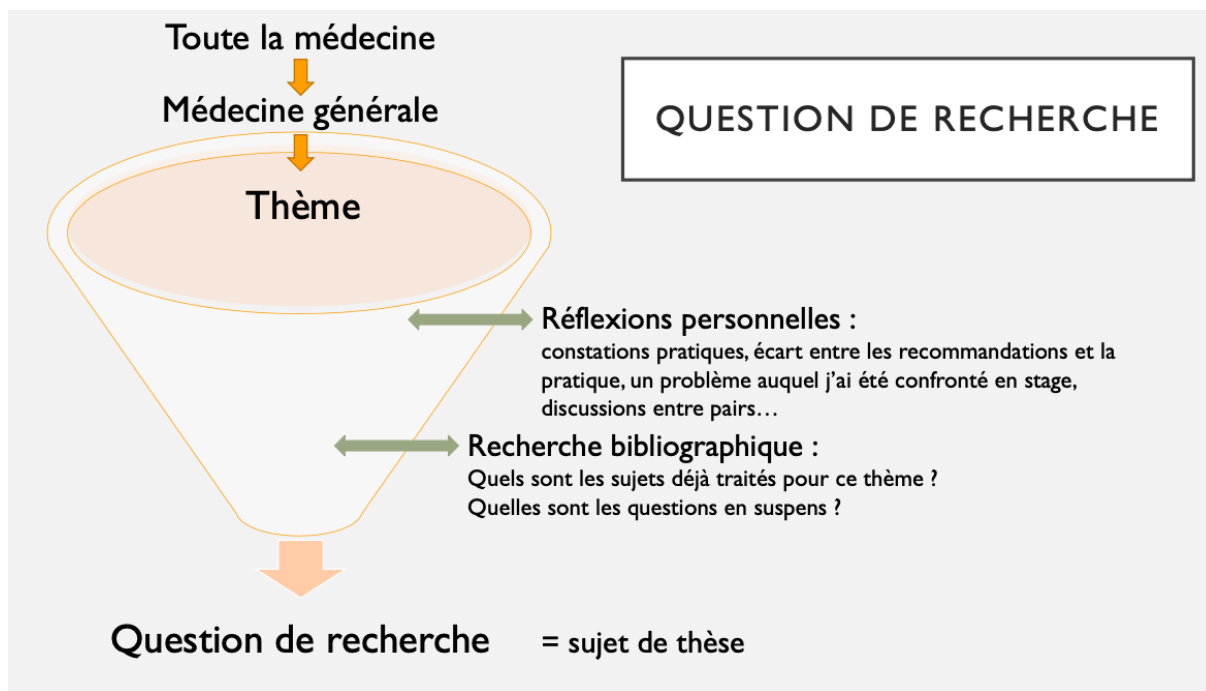 Toute la médecine
Médecine générale
Thème
QUESTION DE RECHERCHE
Réflexions personnelles :
constations pratiques, écart entre les recommandations et la
pratique, un problème auquel j'ai été confronté en stage,
discussions entre pairs…
Recherche bibliographique :
Quels sont les sujets déjà traités pour ce thème ?
Quelles sont les questions en suspens ?
Question de recherche = sujet de thèse